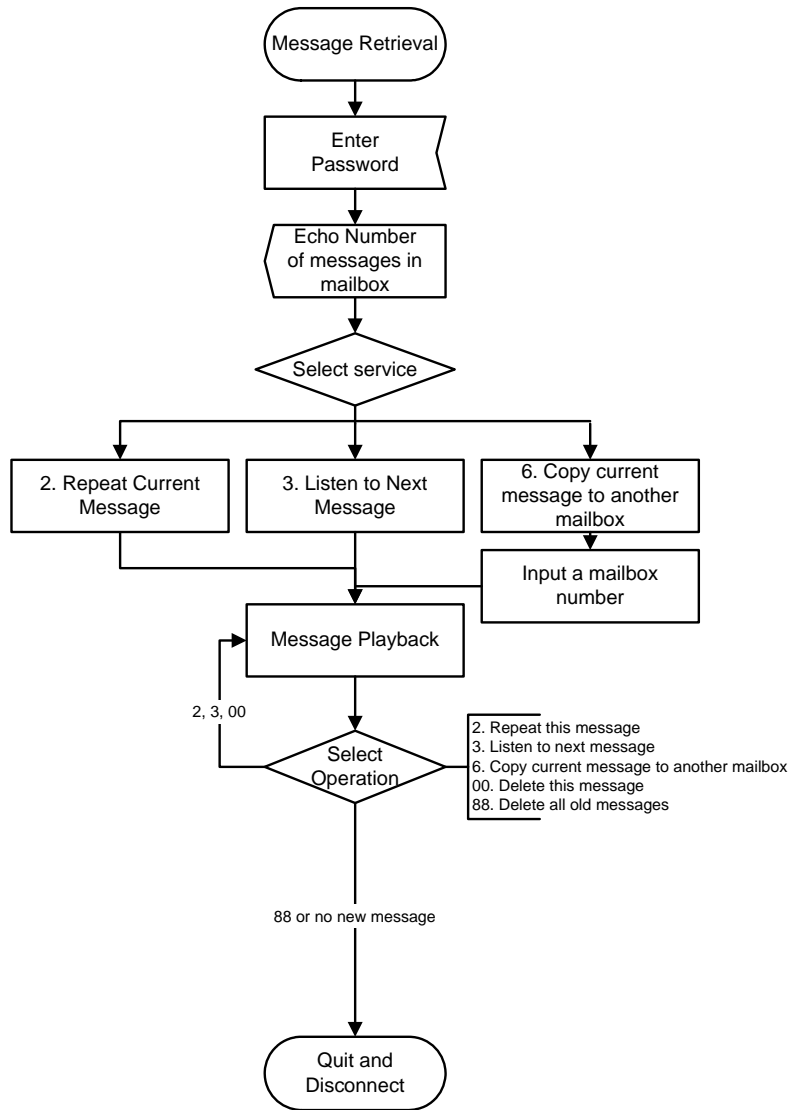 Message Retrieval
Enter
Password
Echo Number
of messages in
mailbox
Select service
2. Repeat Current
Message
3. Listen to Next
Message
6. Copy current
message to another
mailbox
Input a mailbox
number
Message Playback
2, 3, 00
Select
Operation
2. Repeat this message
3. Listen to next message
6. Copy current message to another mailbox
00. Delete this message
88. Delete all old messages
88 or no new message
Quit and
Disconnect